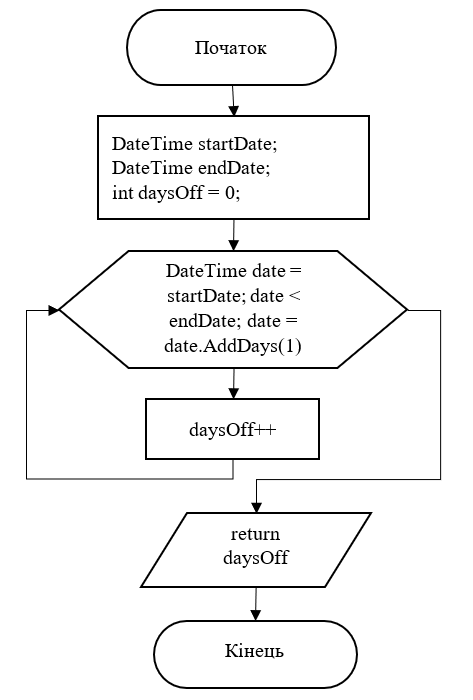 Початок
DateTime startDate;
DateTime endDate;
int daysOff = 0;
DateTime date =
startDate; date <
endDate; date =
date.AddDays(1)
daysOff++
return
daysOff
Кінець